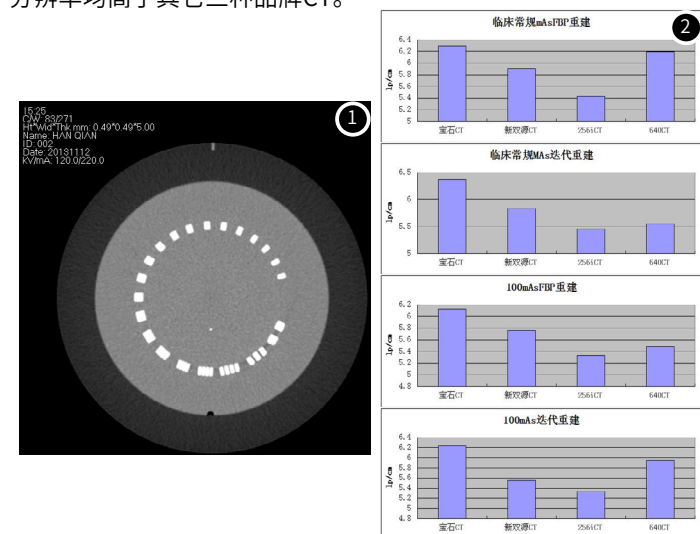 分辨率均高于其它三种品牌CT。
15:25
C/W: 83/271
Ht*Wid*Thk mm: 0.49*0.49*5.00
Name: HAN QIAN
ID: 002
Date: 20131112
kV/mA: 120.0/220.0
1
2
临床常规mAsFBP重建
lp/cm
6.4
6.2
6
5.8
5.6
5.4
5.2
5
宝石CT 新双源CT 256iCT 640CT
临床常规MAs迭代重建
lp/cm
6.5
6
5.5
5
宝石CT 新双源CT 256iCT 640CT
100mAsFBP重建
lp/cm
6.2
6
5.8
5.6
5.4
5.2
5
4.8
宝石CT 新双源CT 256iCT 640CT
100mAs迭代重建
lp/cm
6.4
6.2
6
5.8
5.6
5.4
5.2
5
4.8
宝石CT 新双源CT 256iCT 640CT